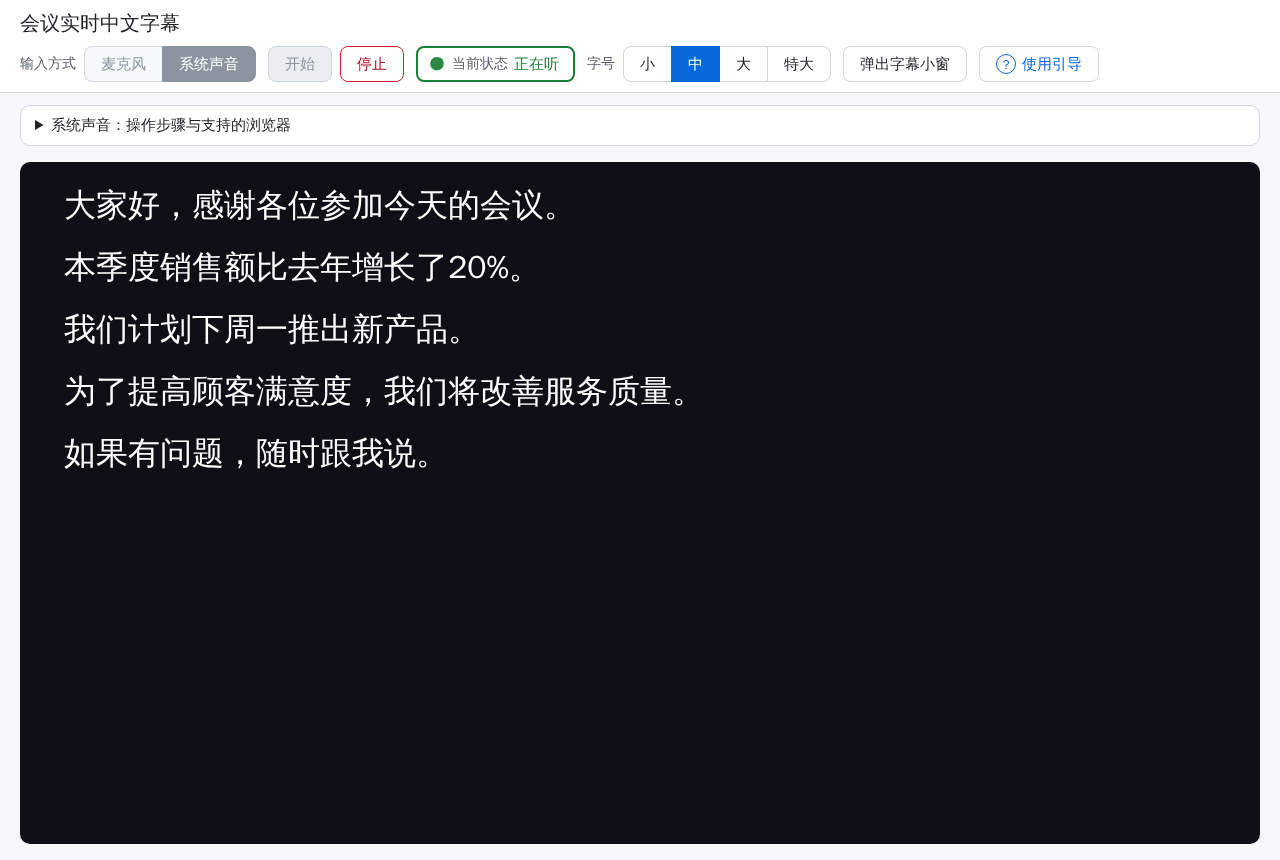 会议实时中文字幕
输入方式 麦克风 系统声音 开始 停止 当前状态 正在听 字号 小 中 大 特大 弹出字幕小窗 ? 使用引导
系统声音：操作步骤与支持的浏览器
大家好，感谢各位参加今天的会议。
本季度销售额比去年增长了20%。
我们计划下周一推出新产品。
为了提高顾客满意度，我们将改善服务质量。
如果有问题，随时跟我说。